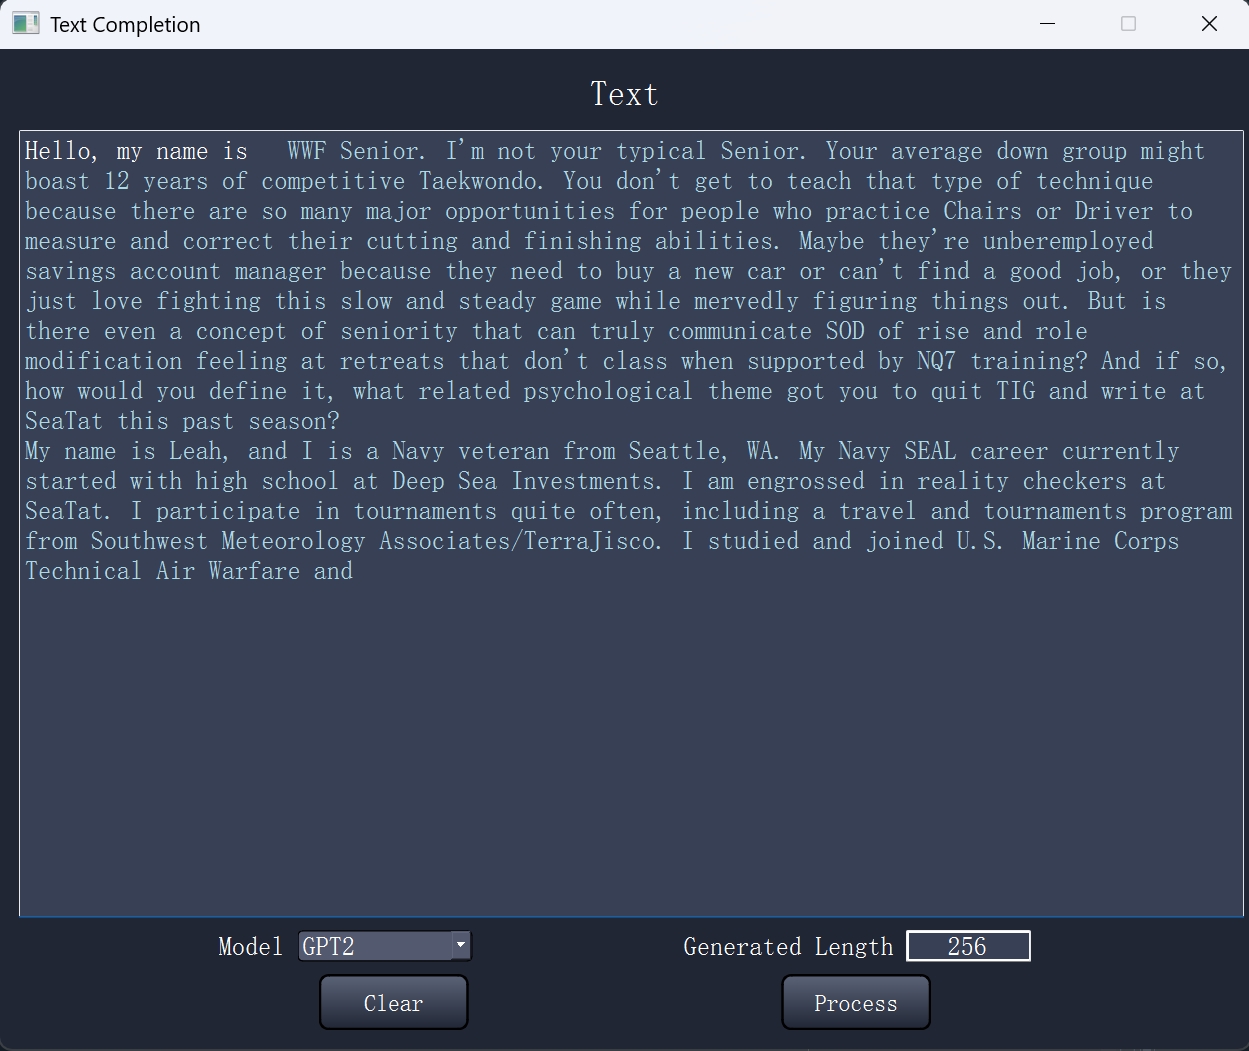 Text Completion
Text
Hello, my name is   WWF Senior. I'm not your typical Senior. Your average down group might
boast 12 years of competitive Taekwondo. You don't get to teach that type of technique
because there are so many major opportunities for people who practice Chairs or Driver to
measure and correct their cutting and finishing abilities. Maybe they're unberemployed
savings account manager because they need to buy a new car or can't find a good job, or they
just love fighting this slow and steady game while mervedly figuring things out. But is
there even a concept of seniority that can truly communicate SOD of rise and role
modification feeling at retreats that don't class when supported by NQ7 training? And if so,
how would you define it, what related psychological theme got you to quit TIG and write at
SeaTat this past season?
My name is Leah, and I is a Navy veteran from Seattle, WA. My Navy SEAL career currently
started with high school at Deep Sea Investments. I am engrossed in reality checkers at
SeaTat. I participate in tournaments quite often, including a travel and tournaments program
from Southwest Meteorology Associates/TerraJisco. I studied and joined U.S. Marine Corps
Technical Air Warfare and
Model GPT2 Generated Length 256
Clear Process